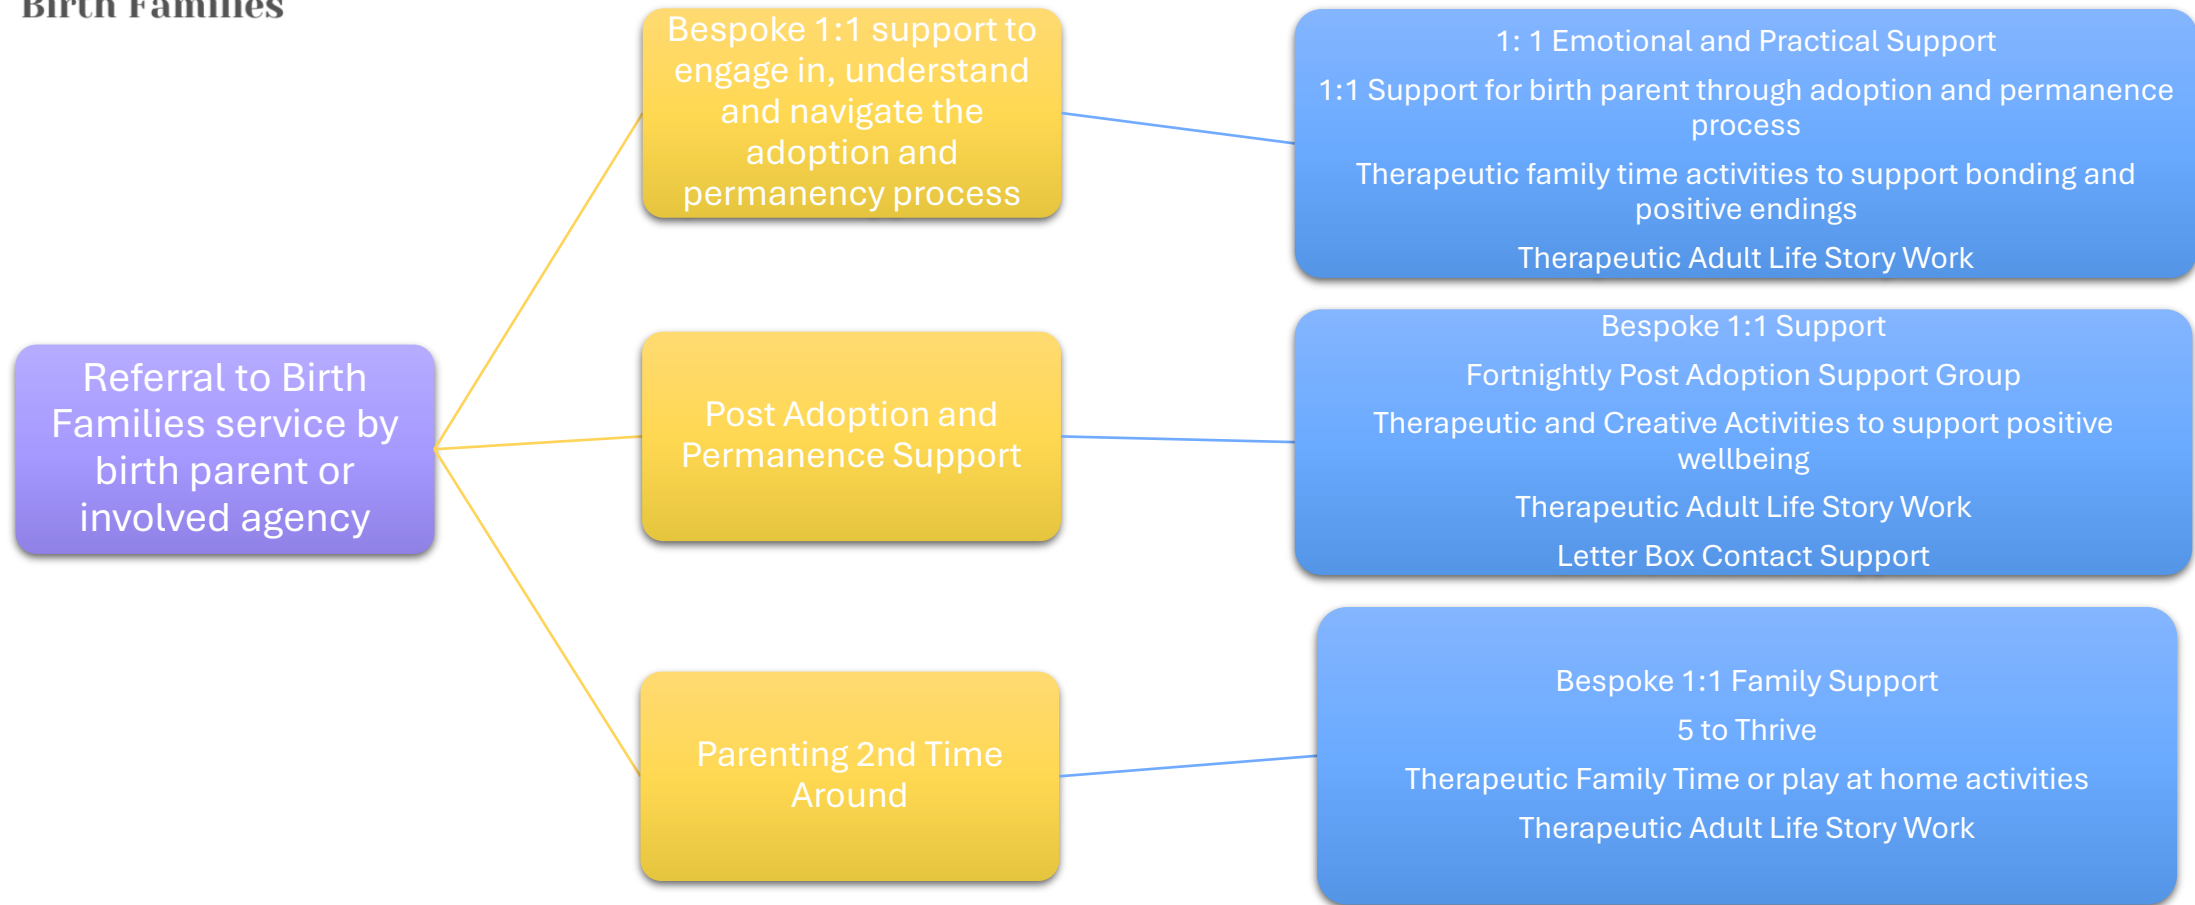 Birth Families
Referral to Birth
Families service by
birth parent or
involved agency
Bespoke 1:1 support to
engage in, understand
and navigate the
adoption and
permanency process
1: 1 Emotional and Practical Support
1:1 Support for birth parent through adoption and permanence
process
Therapeutic family time activities to support bonding and
positive endings
Therapeutic Adult Life Story Work
Post Adoption and
Permanence Support
Bespoke 1:1 Support
Fortnightly Post Adoption Support Group
Therapeutic and Creative Activities to support positive
wellbeing
Therapeutic Adult Life Story Work
Letter Box Contact Support
Parenting 2nd Time
Around
Bespoke 1:1 Family Support
5 to Thrive
Therapeutic Family Time or play at home activities
Therapeutic Adult Life Story Work